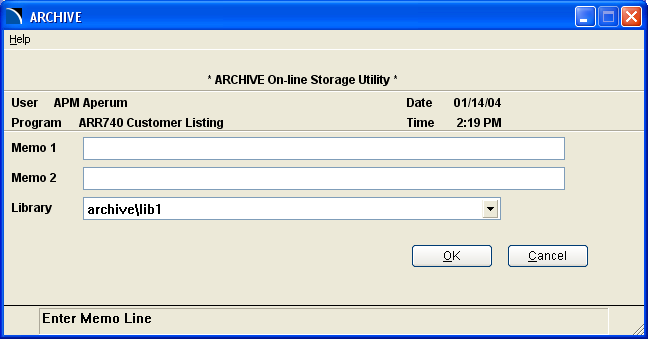 ARCHIVE
Help
* ARCHIVE On-line Storage Utility *
User APM Aperum Date 01/14/04
Program ARR740 Customer Listing Time 2:19 PM
Memo 1
Memo 2
Library archive\lib1
OK Cancel
Enter Memo Line